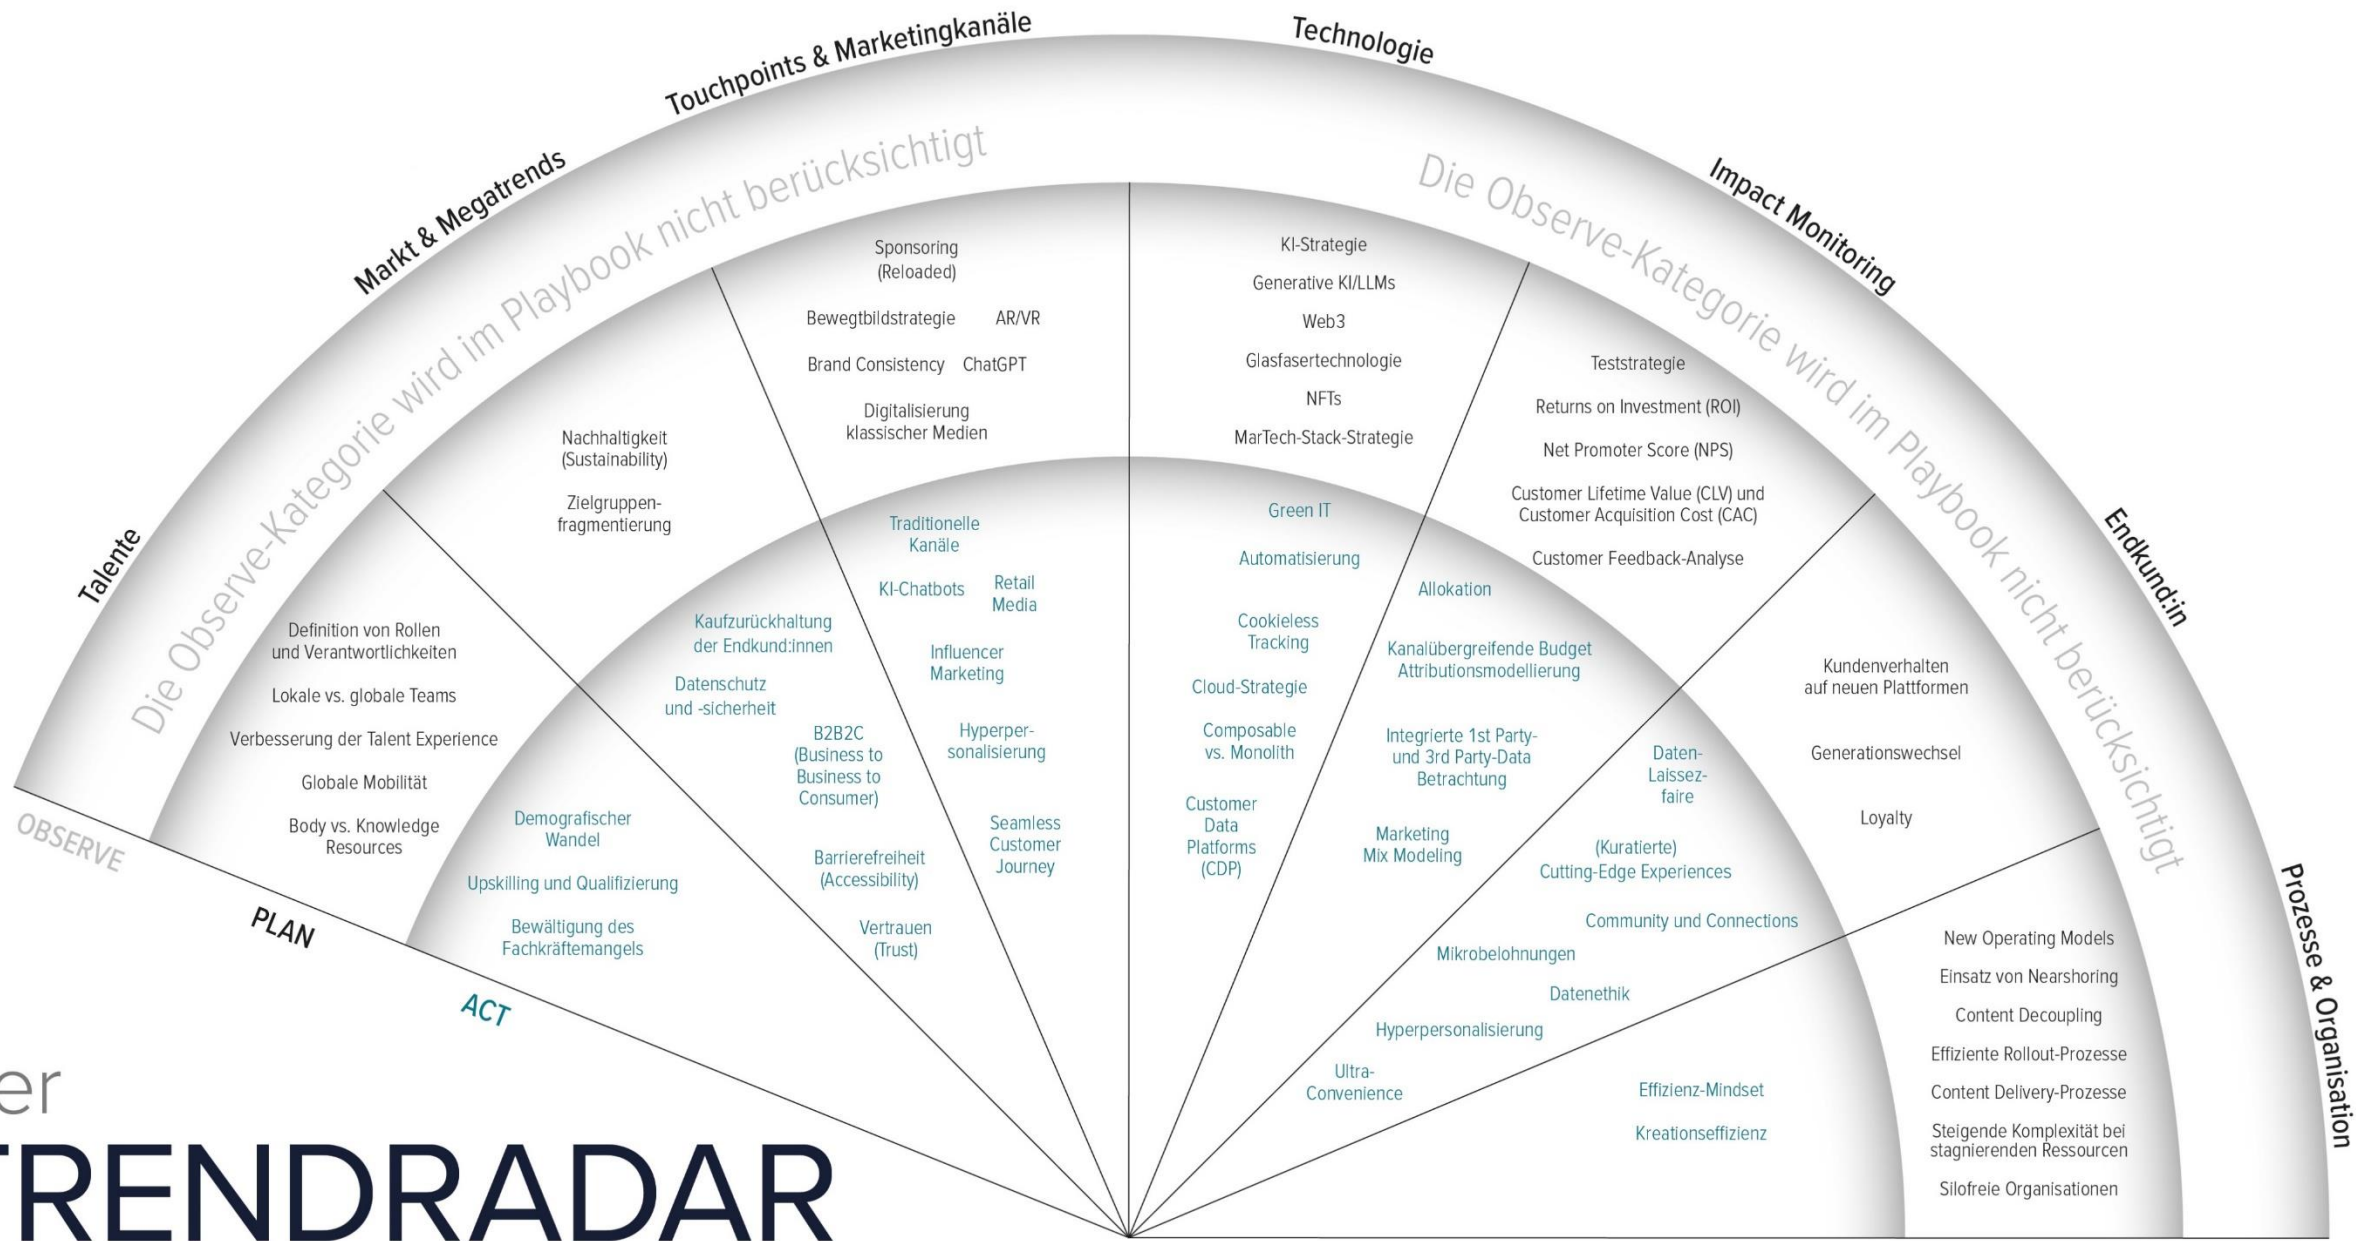 Talente
Markt & Megatrends
Touchpoints & Marketingkanäle
Technologie
Impact Monitoring
Endkund:in
Prozesse & Organisation
Die Observe-Kategorie wird im Playbook nicht berücksichtigt
Die Observe-Kategorie wird im Playbook nicht berücksichtigt
OBSERVE
PLAN
ACT
Definition von Rollen
und Verantwortlichkeiten
Lokale vs. globale Teams
Verbesserung der Talent Experience
Globale Mobilität
Body vs. Knowledge
Resources
Demografischer
Wandel
Upskilling und Qualifizierung
Bewältigung des
Fachkräftemangels
Nachhaltigkeit
(Sustainability)
Zielgruppen-
fragmentierung
Kaufzurückhaltung
der Endkund:innen
Datenschutz
und -sicherheit
B2B2C
(Business to
Business to
Consumer)
Barrierefreiheit
(Accessibility)
Vertrauen
(Trust)
Sponsoring
(Reloaded)
Bewegtbildstrategie
AR/VR
Brand Consistency
ChatGPT
Digitalisierung
klassischer Medien
Traditionelle
Kanäle
KI-Chatbots
Retail
Media
Influencer
Marketing
Hyperper-
sonalisierung
Seamless
Customer
Journey
KI-Strategie
Generative KI/LLMs
Web3
Glasfasertechnologie
NFTs
MarTech-Stack-Strategie
Green IT
Automatisierung
Cookieless
Tracking
Cloud-Strategie
Composable
vs. Monolith
Customer
Data
Platforms
(CDP)
Teststrategie
Returns on Investment (ROI)
Net Promoter Score (NPS)
Customer Lifetime Value (CLV) und
Customer Acquisition Cost (CAC)
Customer Feedback-Analyse
Allokation
Kanalübergreifende Budget
Attributionsmodellierung
Integrierte 1st Party-
und 3rd Party-Data
Betrachtung
Marketing
Mix Modeling
Kundenverhalten
auf neuen Plattformen
Generationswechsel
Loyalty
Daten-
Laissez-
faire
(Kuratierte)
Cutting-Edge Experiences
Community und Connections
Mikrobelohnungen
Datenethik
Hyperpersonalisierung
Ultra-
Convenience
New Operating Models
Einsatz von Nearshoring
Content Decoupling
Effiziente Rollout-Prozesse
Content Delivery-Prozesse
Steigende Komplexität bei
stagnierenden Ressourcen
Silofreie Organisationen
Effizienz-Mindset
Kreationseffizienz
er
TRENDRADAR